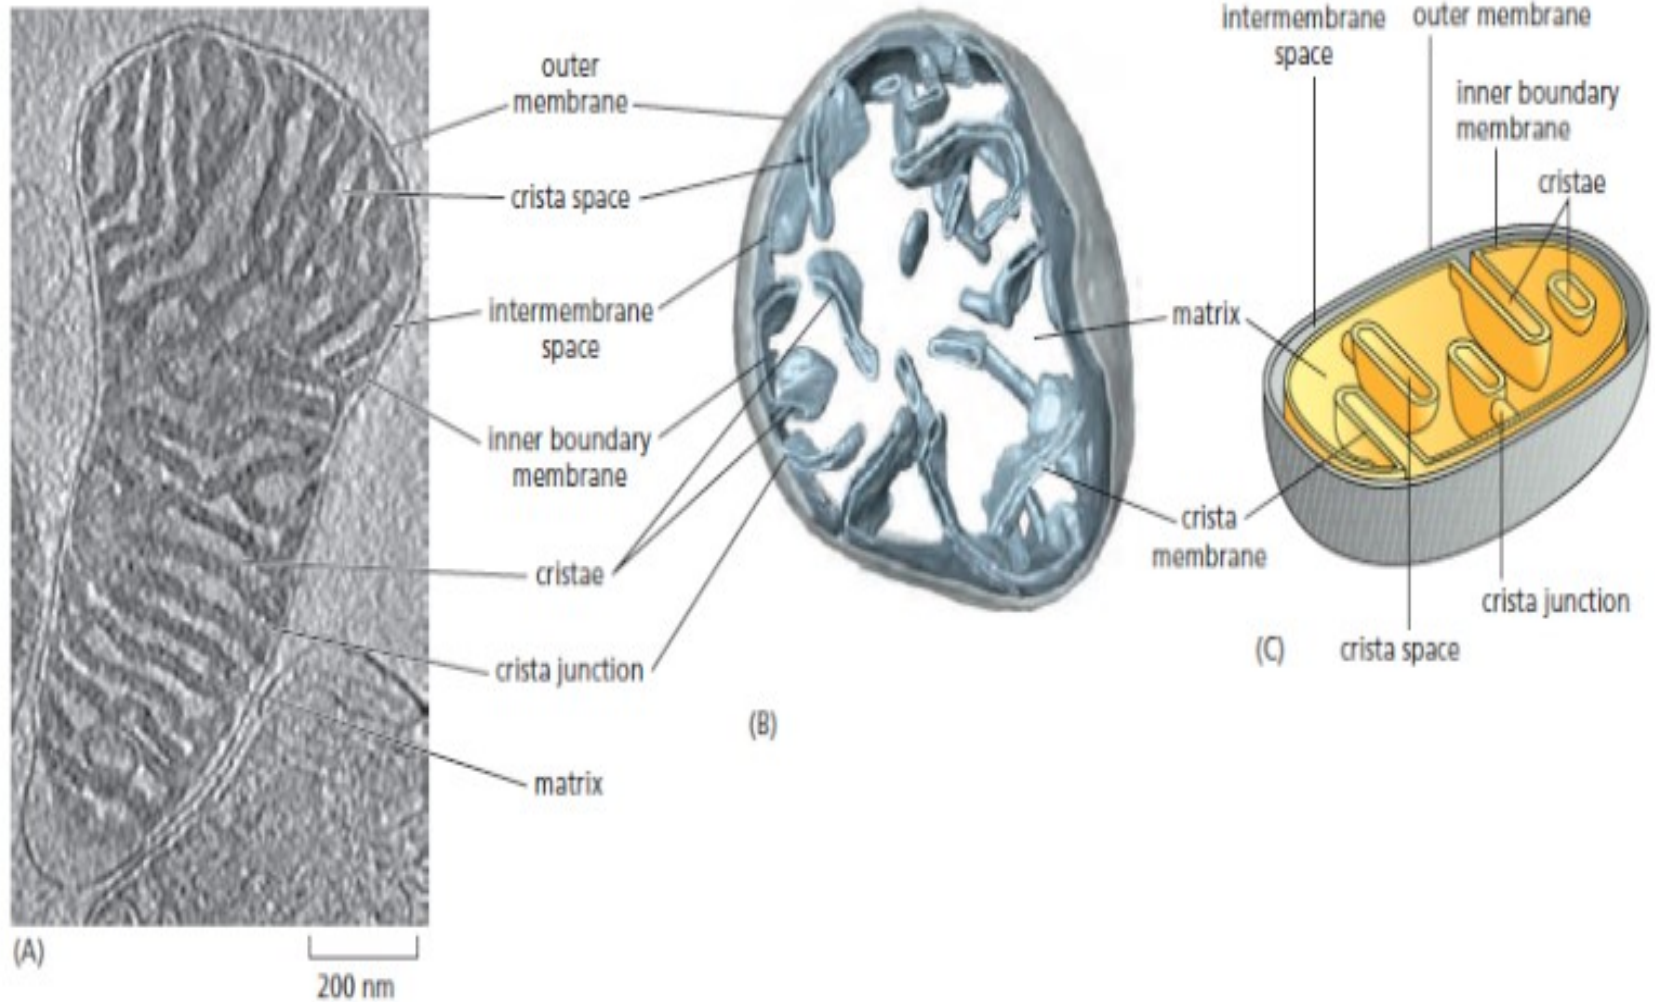 outer
membrane
crista space
intermembrane
space
inner boundary
membrane
cristae
crista junction
matrix
(A)
200 nm
(B)
intermembrane
space
outer membrane
inner boundary
membrane
cristae
matrix
crista
membrane
crista junction
crista space
(C)